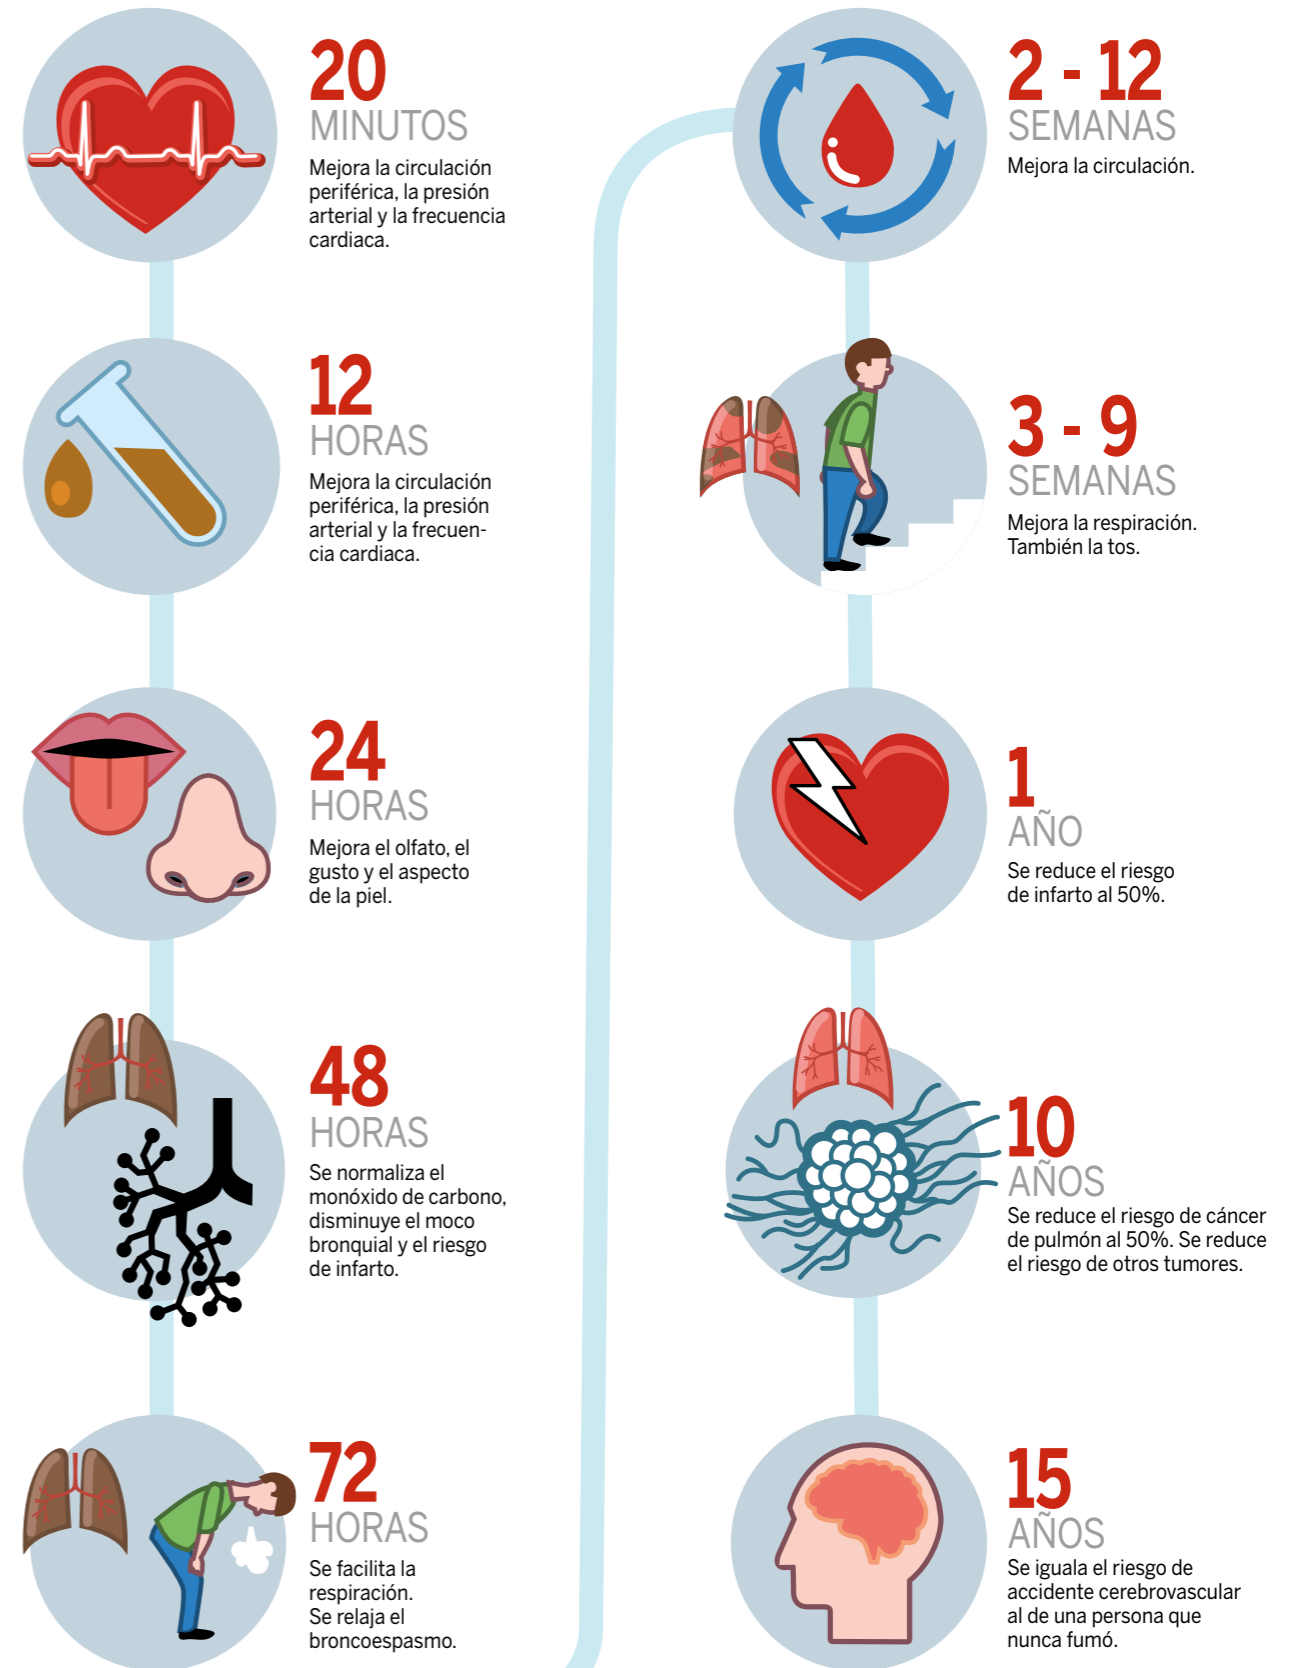 20
MINUTOS
Mejora la circulación
periférica, la presión
arterial y la frecuencia
cardiaca.
12
HORAS
Mejora la circulación
periférica, la presión
arterial y la frecuen-
cia cardiaca.
24
HORAS
Mejora el olfato, el
gusto y el aspecto
de la piel.
48
HORAS
Se normaliza el
monóxido de carbono,
disminuye el moco
bronquial y el riesgo
de infarto.
72
HORAS
Se facilita la
respiración.
Se relaja el
broncoespasmo.
2 - 12
SEMANAS
Mejora la circulación.
3 - 9
SEMANAS
Mejora la respiración.
También la tos.
1
AÑO
Se reduce el riesgo
de infarto al 50%.
10
AÑOS
Se reduce el riesgo de cáncer
de pulmón al 50%. Se reduce
el riesgo de otros tumores.
15
AÑOS
Se iguala el riesgo de
accidente cerebrovascular
al de una persona que
nunca fumó.